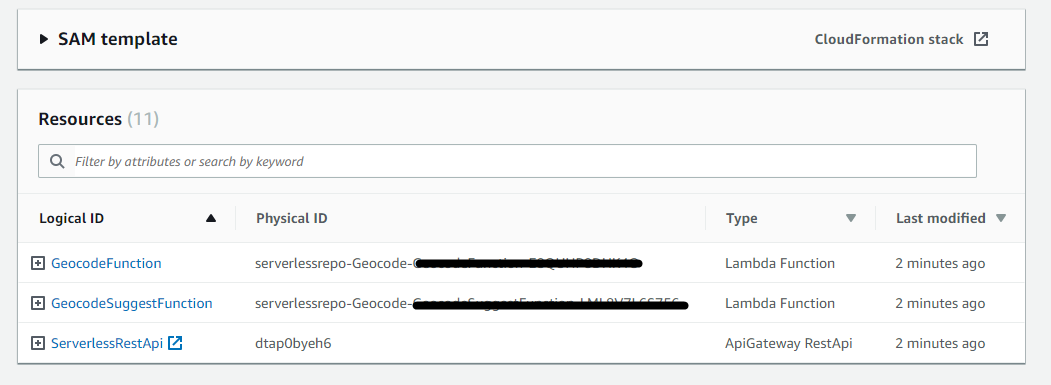 SAM template
CloudFormation stack
Resources (11)
Filter by attributes or search by keyword
Logical ID Physical ID Type Last modified
GeocodeFunction serverlessrepo-Geocode- Lambda Function 2 minutes ago
GeocodeSuggestFunction serverlessrepo-Geocode- Lambda Function 2 minutes ago
ServerlessRestApi dtap0byeh6 ApiGateway RestApi 2 minutes ago